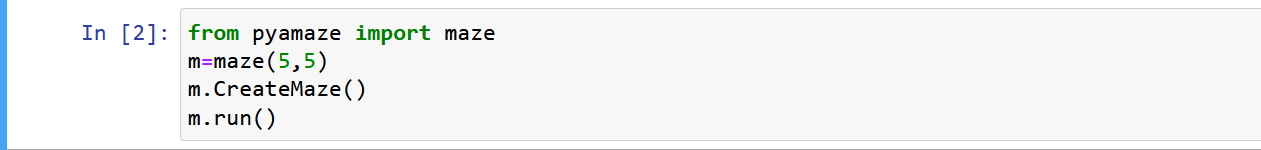 In [2]: from pyamaze import maze
m=maze(5,5)
m.CreateMaze()
m.run()